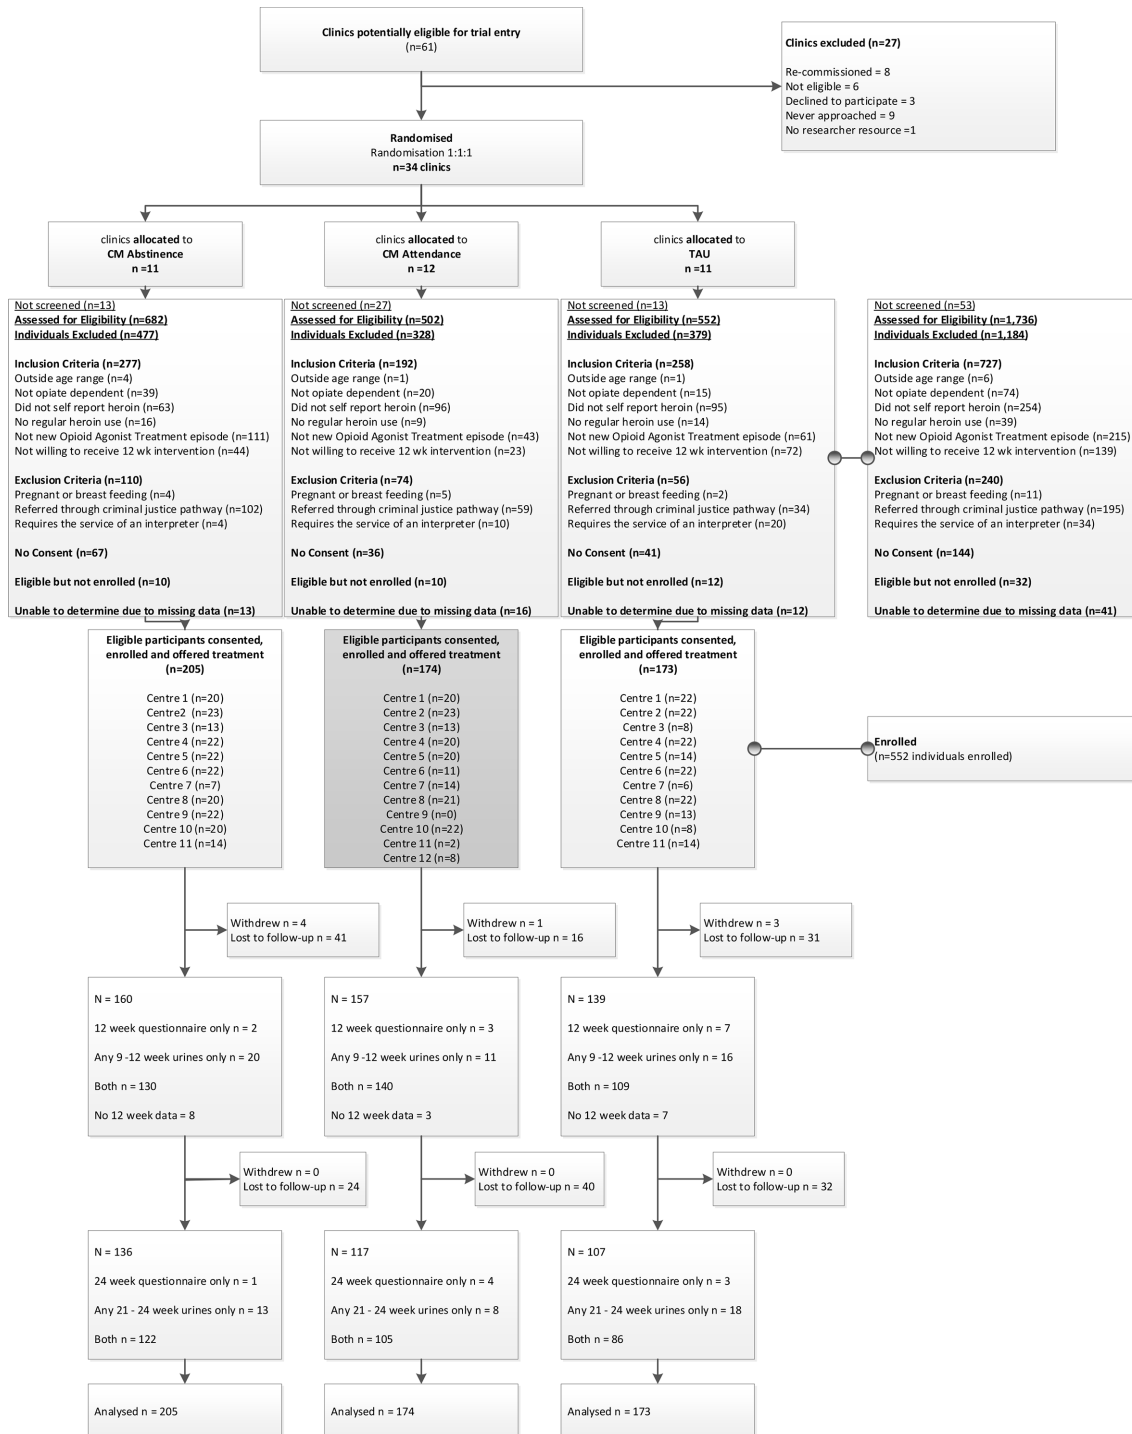 Clinics potentially eligible for trial entry
(n=61)
Clinics excluded (n=27)
Re-commissioned = 8
Not eligible = 6
Declined to participate = 3
Never approached = 9
No researcher resource =1
Randomised
Randomisation 1:1:1
n=34 clinics
clinics allocated to
CM Abstinence
n =11
clinics allocated to
CM Attendance
n =12
clinics allocated to
TAU
n =11
Not screened (n=13)
Assessed for Eligibility (n=682)
Individuals Excluded (n=477)
Inclusion Criteria (n=277)
Outside age range (n=4)
Not opiate dependent (n=39)
Did not self report heroin (n=63)
No regular heroin use (n=16)
Not new Opioid Agonist Treatment episode (n=111)
Not willing to receive 12 wk intervention (n=44)
Exclusion Criteria (n=110)
Pregnant or breast feeding (n=4)
Referred through criminal justice pathway (n=102)
Requires the service of an interpreter (n=4)
No Consent (n=67)
Eligible but not enrolled (n=10)
Unable to determine due to missing data (n=13)
Not screened (n=27)
Assessed for Eligibility (n=502)
Individuals Excluded (n=328)
Inclusion Criteria (n=192)
Outside age range (n=1)
Not opiate dependent (n=20)
Did not self report heroin (n=96)
No regular heroin use (n=9)
Not new Opioid Agonist Treatment episode (n=43)
Not willing to receive 12 wk intervention (n=23)
Exclusion Criteria (n=74)
Pregnant or breast feeding (n=5)
Referred through criminal justice pathway (n=59)
Requires the service of an interpreter (n=10)
No Consent (n=36)
Eligible but not enrolled (n=10)
Unable to determine due to missing data (n=16)
Not screened (n=13)
Assessed for Eligibility (n=552)
Individuals Excluded (n=379)
Inclusion Criteria (n=258)
Outside age range (n=1)
Not opiate dependent (n=15)
Did not self report heroin (n=95)
No regular heroin use (n=14)
Not new Opioid Agonist Treatment episode (n=61)
Not willing to receive 12 wk intervention (n=72)
Exclusion Criteria (n=56)
Pregnant or breast feeding (n=2)
Referred through criminal justice pathway (n=34)
Requires the service of an interpreter (n=20)
No Consent (n=41)
Eligible but not enrolled (n=12)
Unable to determine due to missing data (n=12)
Not screened (n=53)
Assessed for Eligibility (n=1,736)
Individuals Excluded (n=1,184)
Inclusion Criteria (n=727)
Outside age range (n=6)
Not opiate dependent (n=74)
Did not self report heroin (n=254)
No regular heroin use (n=39)
Not new Opioid Agonist Treatment episode (n=215)
Not willing to receive 12 wk intervention (n=139)
Exclusion Criteria (n=240)
Pregnant or breast feeding (n=11)
Referred through criminal justice pathway (n=195)
Requires the service of an interpreter (n=34)
No Consent (n=144)
Eligible but not enrolled (n=32)
Unable to determine due to missing data (n=41)
Eligible participants consented,
enrolled and offered treatment
(n=205)
Centre 1 (n=20)
Centre2 (n=23)
Centre 3 (n=13)
Centre 4 (n=22)
Centre 5 (n=22)
Centre 6 (n=22)
Centre 7 (n=7)
Centre 8 (n=20)
Centre 9 (n=22)
Centre 10 (n=20)
Centre 11 (n=14)
Eligible participants consented,
enrolled and offered treatment
(n=174)
Centre 1 (n=20)
Centre 2 (n=23)
Centre 3 (n=13)
Centre 4 (n=20)
Centre 5 (n=20)
Centre 6 (n=11)
Centre 7 (n=14)
Centre 8 (n=21)
Centre 9 (n=0)
Centre 10 (n=22)
Centre 11 (n=2)
Centre 12 (n=8)
Eligible participants consented,
enrolled and offered treatment
(n=173)
Centre 1 (n=22)
Centre 2 (n=22)
Centre 3 (n=8)
Centre 4 (n=22)
Centre 5 (n=14)
Centre 6 (n=22)
Centre 7 (n=6)
Centre 8 (n=22)
Centre 9 (n=13)
Centre 10 (n=8)
Centre 11 (n=14)
Enrolled
(n=552 individuals enrolled)
Withdrew n = 4
Lost to follow-up n = 41
Withdrew n = 1
Lost to follow-up n = 16
Withdrew n = 3
Lost to follow-up n = 31
N = 160
12 week questionnaire only n = 2
Any 9 -12 week urines only n = 20
Both n = 130
No 12 week data = 8
N = 157
12 week questionnaire only n = 3
Any 9 -12 week urines only n = 11
Both n = 140
No 12 week data = 3
N = 139
12 week questionnaire only n = 7
Any 9 -12 week urines only n = 16
Both n = 109
No 12 week data = 7
Withdrew n = 0
Lost to follow-up n = 24
Withdrew n = 0
Lost to follow-up n = 40
Withdrew n = 0
Lost to follow-up n = 32
N = 136
24 week questionnaire only n = 1
Any 21 - 24 week urines only n = 13
Both n = 122
N = 117
24 week questionnaire only n = 4
Any 21 - 24 week urines only n = 8
Both n = 105
N = 107
24 week questionnaire only n = 3
Any 21 - 24 week urines only n = 18
Both n = 86
Analysed n = 205
Analysed n = 174
Analysed n = 173